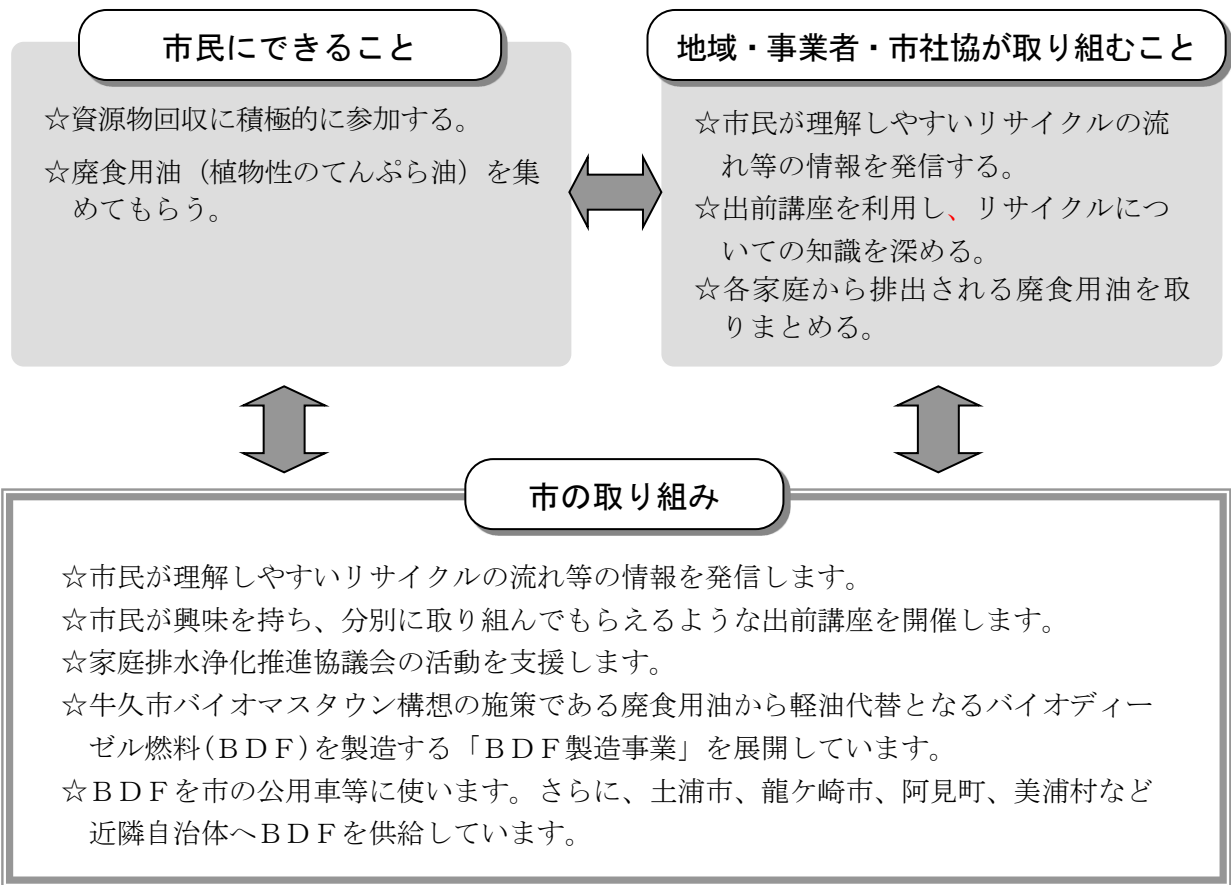 市民にできること
☆資源物回収に積極的に参加する。
☆廃食用油（植物性のてんぷら油）を集
めてもらう。
地域・事業者・市社協が取り組むこと
☆市民が理解しやすいリサイクルの流
れ等の情報を発信する。
☆出前講座を利用し、リサイクルにつ
いての知識を深める。
☆各家庭から排出される廃食用油を取
りまとめる。
市の取り組み
☆市民が理解しやすいリサイクルの流れ等の情報を発信します。
☆市民が興味を持ち、分別に取り組んでもらえるような出前講座を開催します。
☆家庭排水浄化推進協議会の活動を支援します。
☆牛久市バイオマスタウン構想の施策である廃食用油から軽油代替となるバイオディー
ゼル燃料(ＢＤＦ)を製造する「ＢＤＦ製造事業」を展開しています。
☆ＢＤＦを市の公用車等に使います。さらに、土浦市、龍ケ崎市、阿見町、美浦村など
近隣自治体へＢＤＦを供給しています。